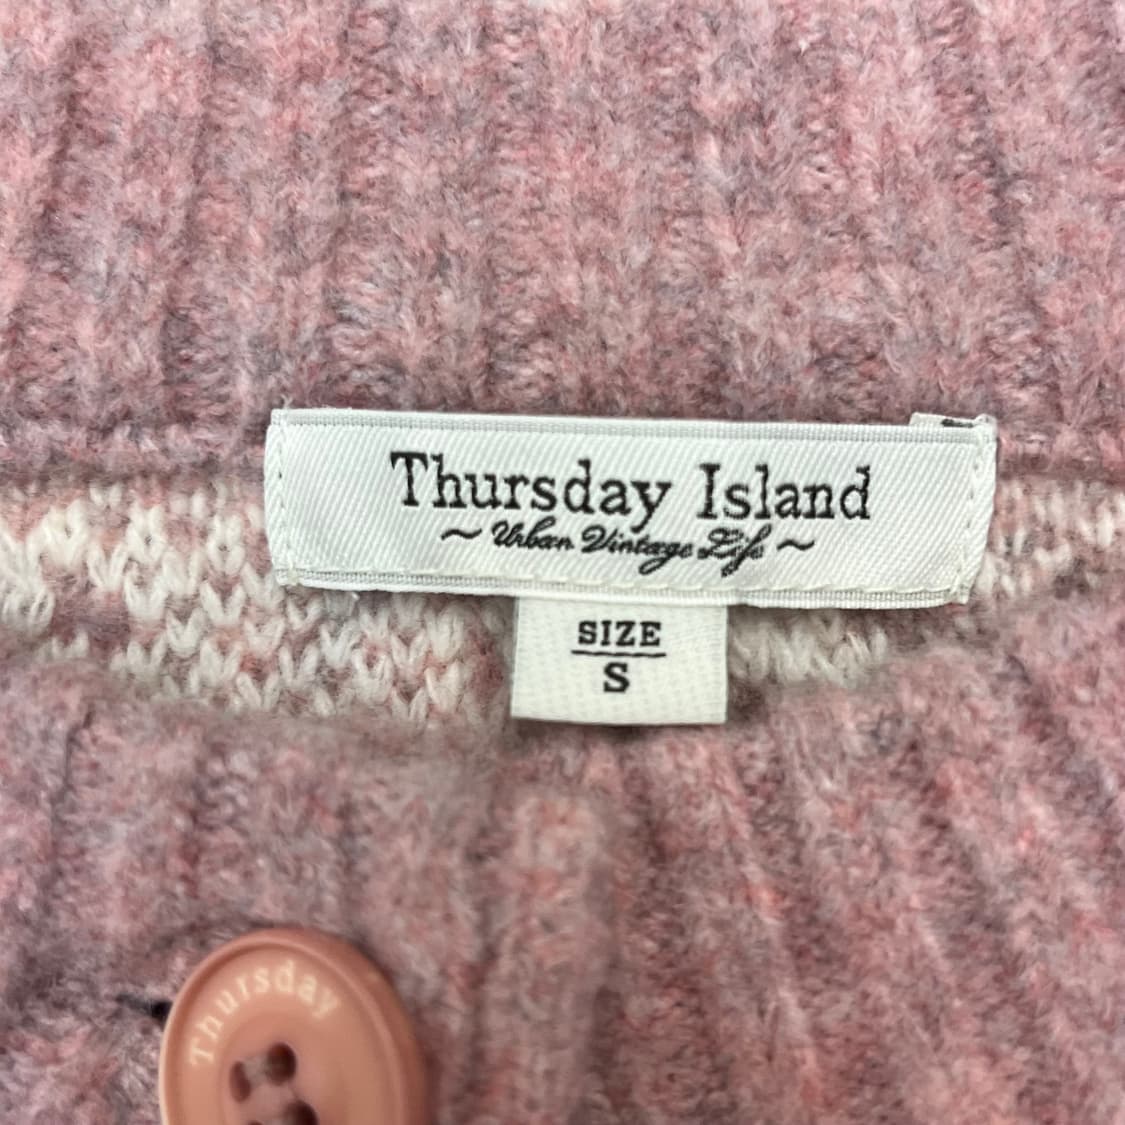 Thursday Island
~ Urban Vintage Life ~
SIZE
S
Thursday